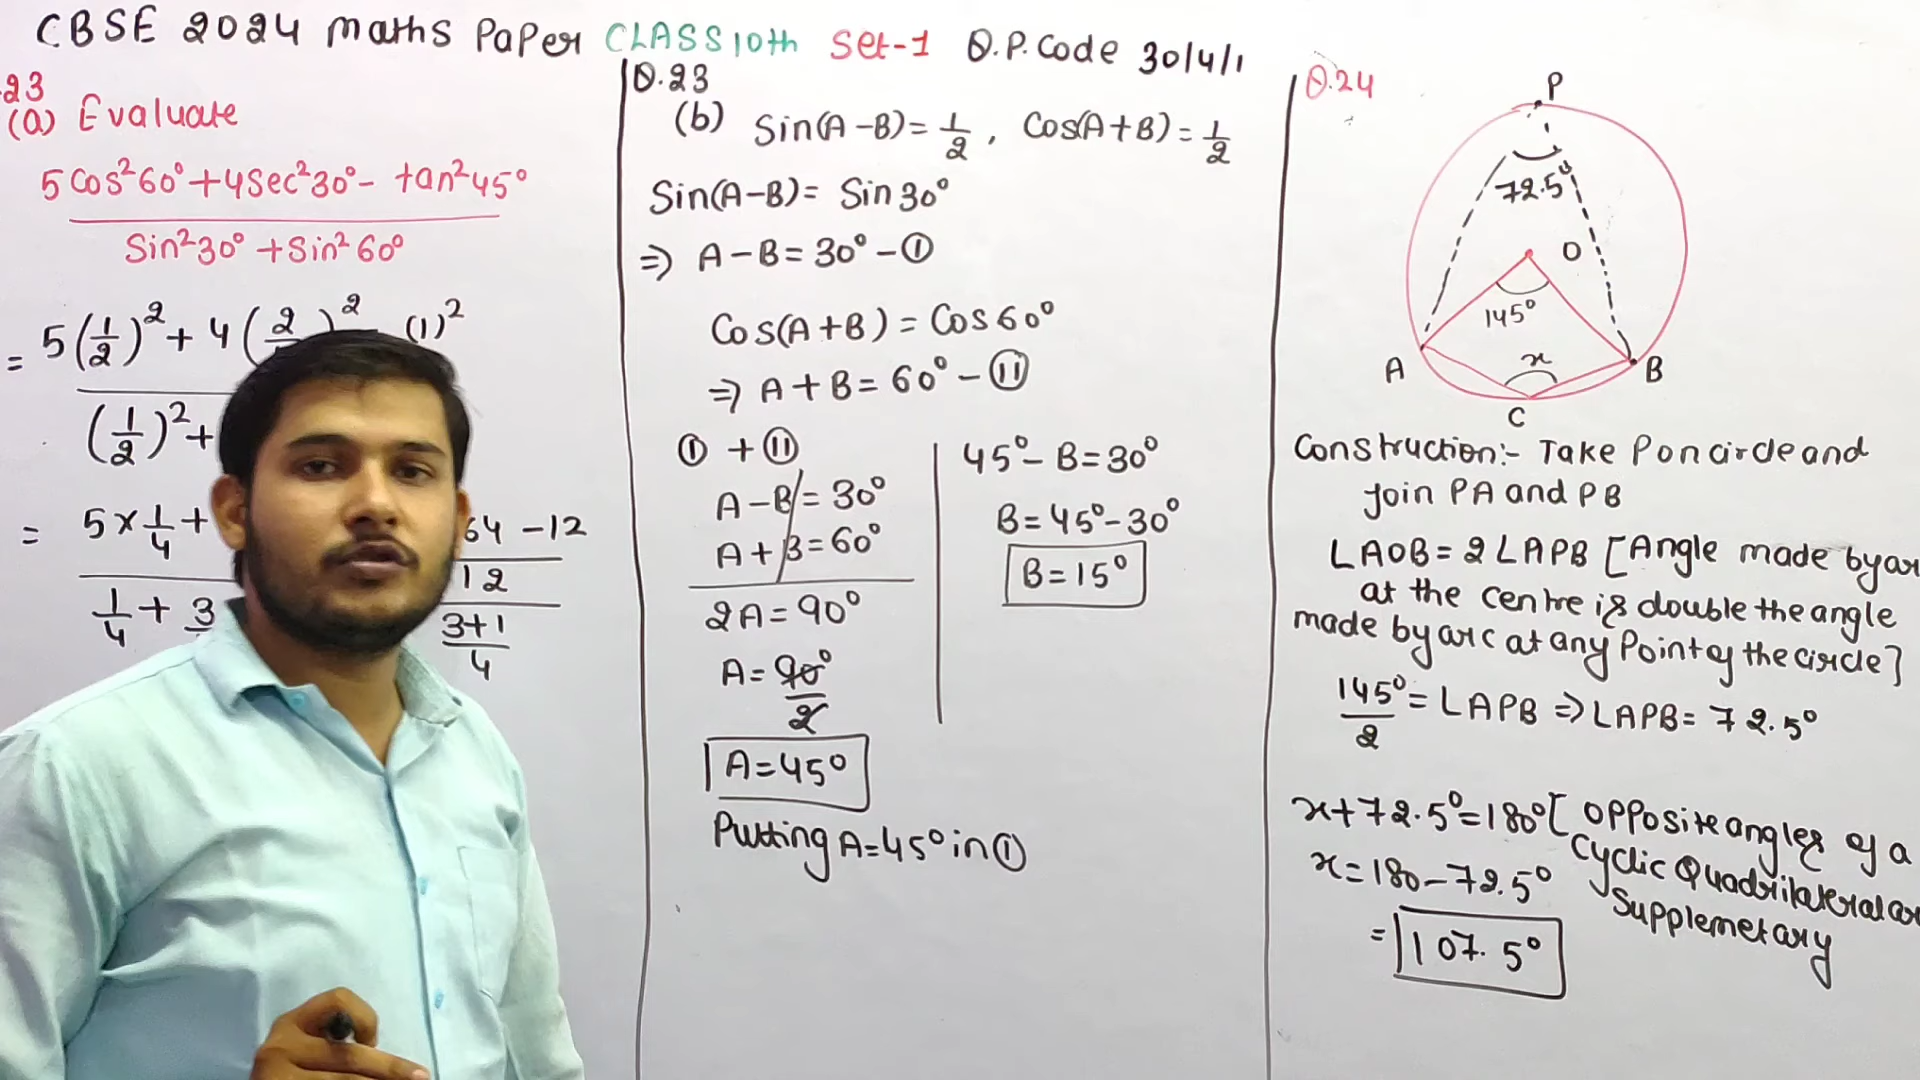 CBSE 2024 Maths Paper CLASS 10th Set-1 Q.P. Code 30/4/1
23
(a) Evaluate
5Cos²60° + 4Sec²30° - tan²45°
Sin²30° + Sin²60°
= 5(1/2)² + 4(2/ )² (1)²
(1/2)² +
= 5 × 1/4 + 64 - 12
12
1/4 + 3 3+1
4
Q.23
(b) Sin(A-B) = 1/2, Cos(A+B) = 1/2
Sin(A-B) = Sin30°
⇒ A-B = 30° - ①
Cos(A+B) = Cos60°
⇒ A+B = 60° - ⑪
① + ⑪
A-B = 30°
A+B = 60°
2A = 90°
A = 90°/2
A = 45°
Putting A = 45° in ①
45° - B = 30°
B = 45° - 30°
B = 15°
Q.24
P
72.5°
O
145°
A
x
B
C
Construction:- Take P on circle and
join PA and PB
∠AOB = 2∠APB [Angle made by ar
at the centre is double the angle
made by arc at any Point of the circle]
145°/2 = ∠APB ⇒ ∠APB = 72.5°
x + 72.5° = 180° [Opposite angles of a
Cyclic Quadrilateral ar
Supplemetary
x = 180 - 72.5°
= 107.5°